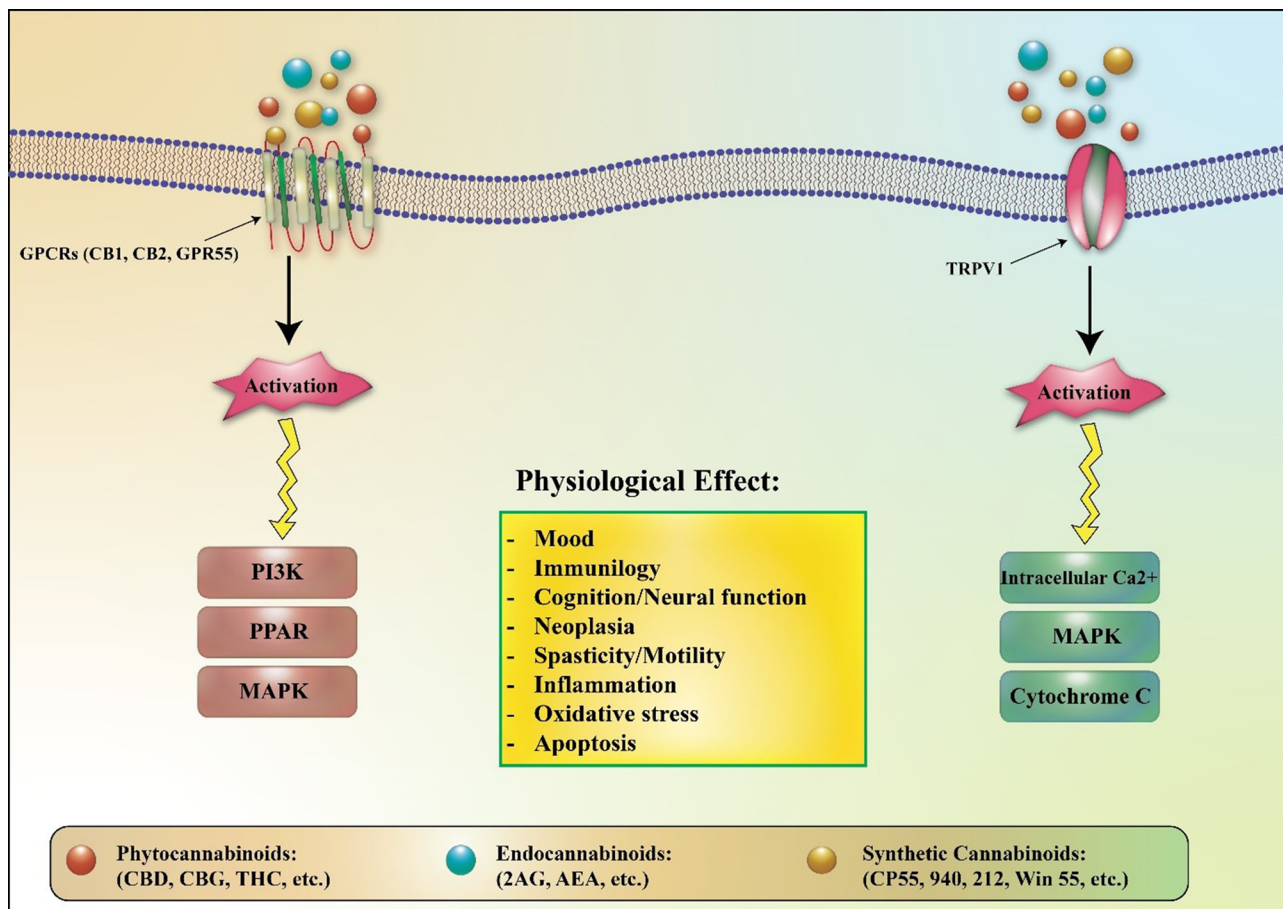 GPCRs (CB1, CB2, GPR55)
TRPV1
Activation
Activation
PI3K
PPAR
MAPK
Physiological Effect:
- Mood
- Immunilogy
- Cognition/Neural function
- Neoplasia
- Spasticity/Motility
- Inflammation
- Oxidative stress
- Apoptosis
Intracellular Ca2+
MAPK
Cytochrome C
Phytocannabinoids:
(CBD, CBG, THC, etc.)
Endocannabinoids:
(2AG, AEA, etc.)
Synthetic Cannabinoids:
(CP55, 940, 212, Win 55, etc.)